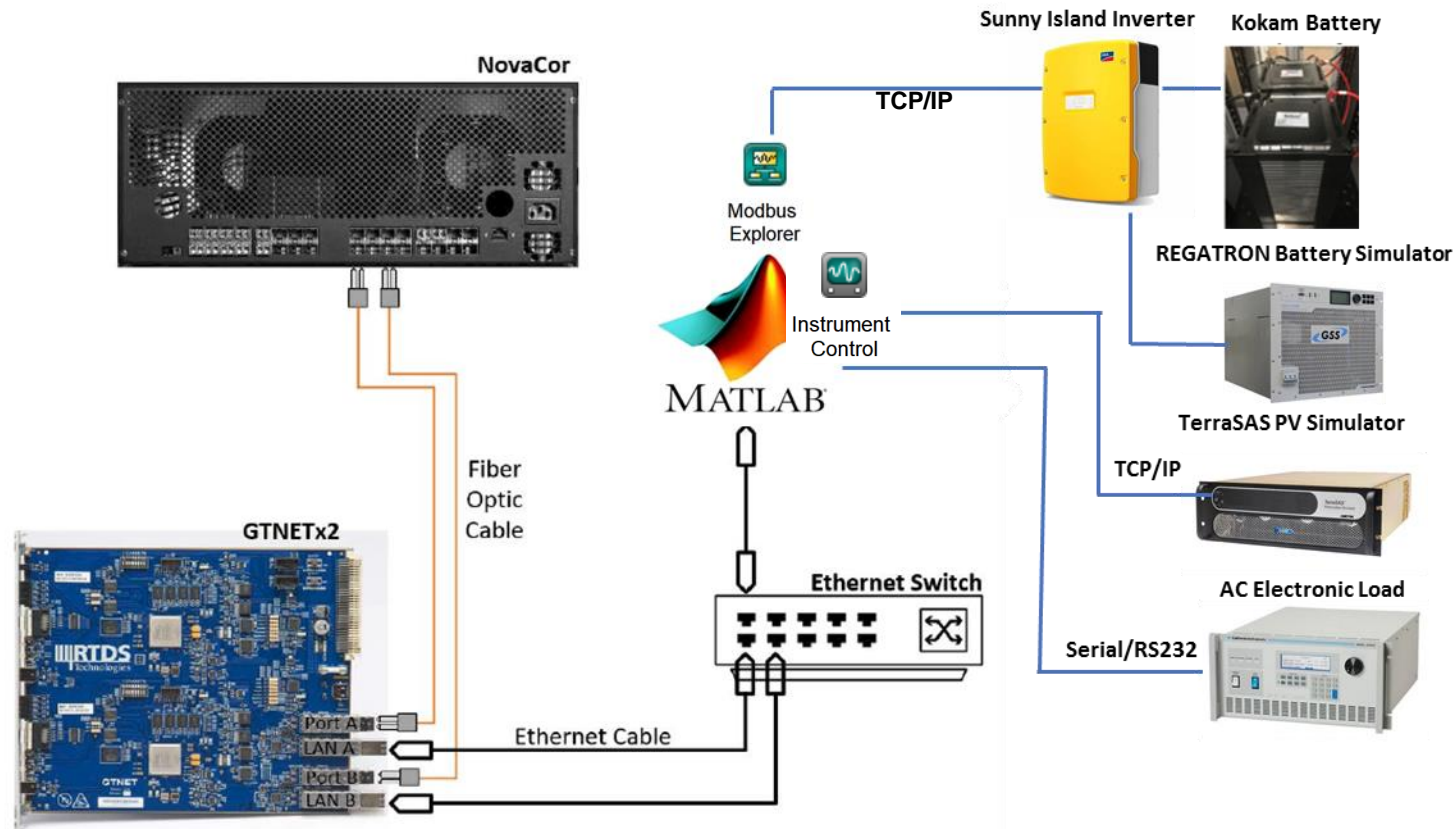 Sunny Island Inverter
Kokam Battery
NovaCor
TCP/IP
Modbus
Explorer
REGATRON Battery Simulator
GSS
Instrument
Control
MATLAB
TerraSAS PV Simulator
Fiber
Optic
Cable
TCP/IP
GTNETx2
Ethernet Switch
AC Electronic Load
RTDS
Technologies
Serial/RS232
Port A
LAN A
Ethernet Cable
Port B
GTNET
LAN B